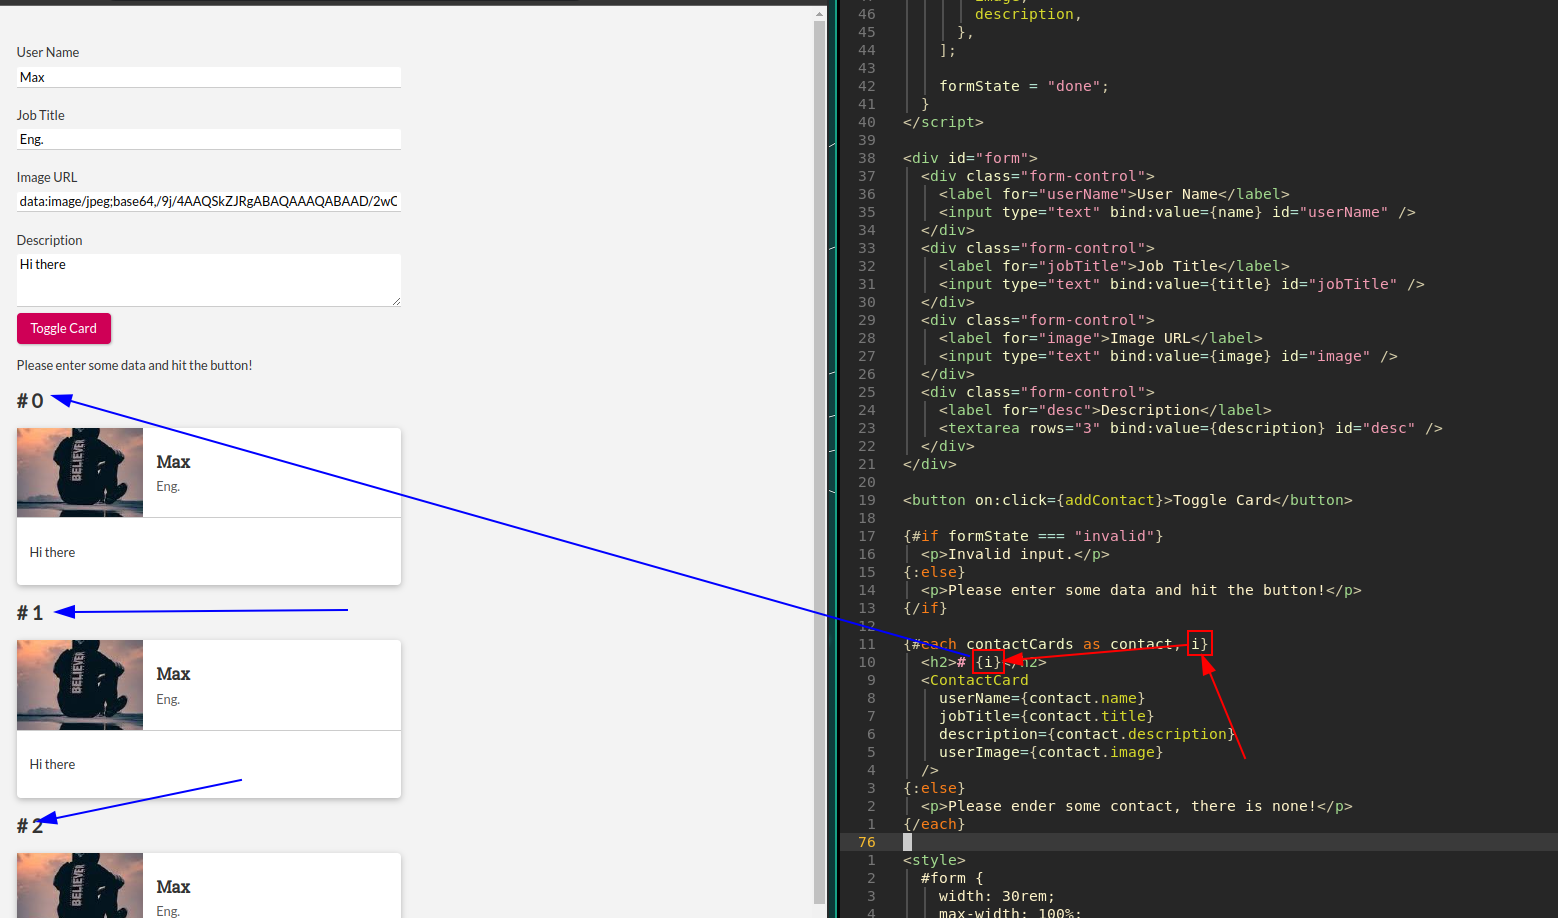 User Name
Max
Job Title
Eng.
Image URL
data:image/jpeg;base64,/9j/4AAQSkZJRgABAQAAAQABAAD/2wC
Description
Hi there
Toggle Card
Please enter some data and hit the button!
# 0
BELIEVER
Max
Eng.
Hi there
# 1
BELIEVER
Max
Eng.
Hi there
# 2
BELIEVER
Max
Eng.
46 description,
45 },
44 ];
43
42 formState = "done";
41 }
40 </script>
39
38 <div id="form">
37 <div class="form-control">
36 <label for="userName">User Name</label>
35 <input type="text" bind:value={name} id="userName" />
34 </div>
33 <div class="form-control">
32 <label for="jobTitle">Job Title</label>
31 <input type="text" bind:value={title} id="jobTitle" />
30 </div>
29 <div class="form-control">
28 <label for="image">Image URL</label>
27 <input type="text" bind:value={image} id="image" />
26 </div>
25 <div class="form-control">
24 <label for="desc">Description</label>
23 <textarea rows="3" bind:value={description} id="desc" />
22 </div>
21 </div>
20
19 <button on:click={addContact}>Toggle Card</button>
18
17 {#if formState === "invalid"}
16 <p>Invalid input.</p>
15 {:else}
14 <p>Please enter some data and hit the button!</p>
13 {/if}
12
11 {#each contactCards as contact, i}
10 <h2># {i}</h2>
9 <ContactCard
8 userName={contact.name}
7 jobTitle={contact.title}
6 description={contact.description}
5 userImage={contact.image}
4 />
3 {:else}
2 <p>Please ender some contact, there is none!</p>
1 {/each}
76
1 <style>
2 #form {
3 width: 30rem;
4 max-width: 100%;